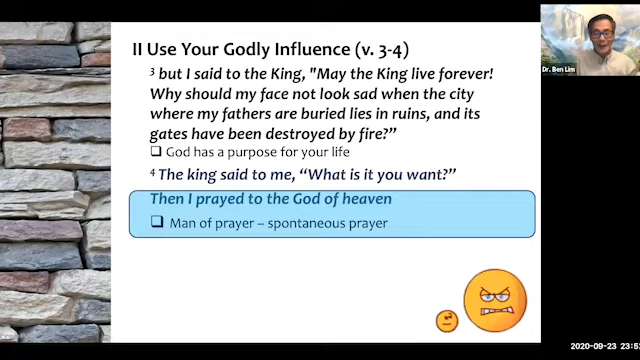 II Use Your Godly Influence (v. 3-4)
3 but I said to the King, "May the King live forever!
Why should my face not look sad when the city
where my fathers are buried lies in ruins, and its
gates have been destroyed by fire?”
God has a purpose for your life
4 The king said to me, “What is it you want?”
Then I prayed to the God of heaven
Man of prayer – spontaneous prayer
Dr. Ben Lim
2020-09-23 23:5